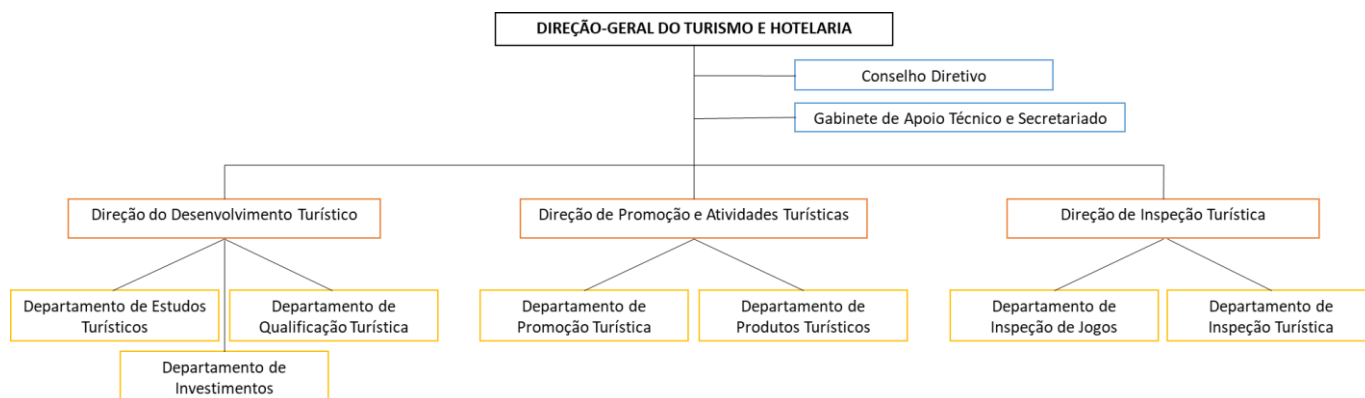 DIREÇÃO-GERAL DO TURISMO E HOTELARIA
Conselho Diretivo
Gabinete de Apoio Técnico e Secretariado
Direção do Desenvolvimento Turístico
Direção de Promoção e Atividades Turísticas
Direção de Inspeção Turística
Departamento de Estudos
Turísticos
Departamento de
Qualificação Turística
Departamento de
Investimentos
Departamento de
Promoção Turística
Departamento de
Produtos Turísticos
Departamento de
Inspeção de Jogos
Departamento de
Inspeção Turística